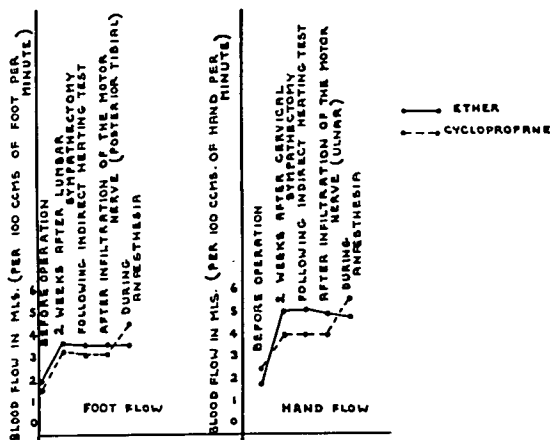 BLOOD FLOW IN MLS. (PER 100 CCMS OF FOOT PER
MINUTE)
BEFORE OPERATION
2 WEEKS AFTER LUMBAR
SYMPATHECTOMY
FOLLOWING INDIRECT HEATING TEST
AFTER INFILTRATION OF THE MOTOR
NERVE (POSTERIOR TIBIAL)
DURING
ANÆSTHESIA
6
5
4
3
2
1
0
FOOT FLOW
BLOOD FLOW IN MLS. (PER 100 CCMS. OF HAND PER
MINUTE)
BEFORE OPERATION
2 WEEKS AFTER CERVICAL
SYMPATHECTOMY
FOLLOWING INDIRECT HEATING TEST
AFTER INFILTRATION OF THE MOTOR
NERVE (ULNAR)
DURING
ANÆSTHESIA
6
5
4
3
2
1
0
HAND FLOW
ETHER
CYCLOPROPANE